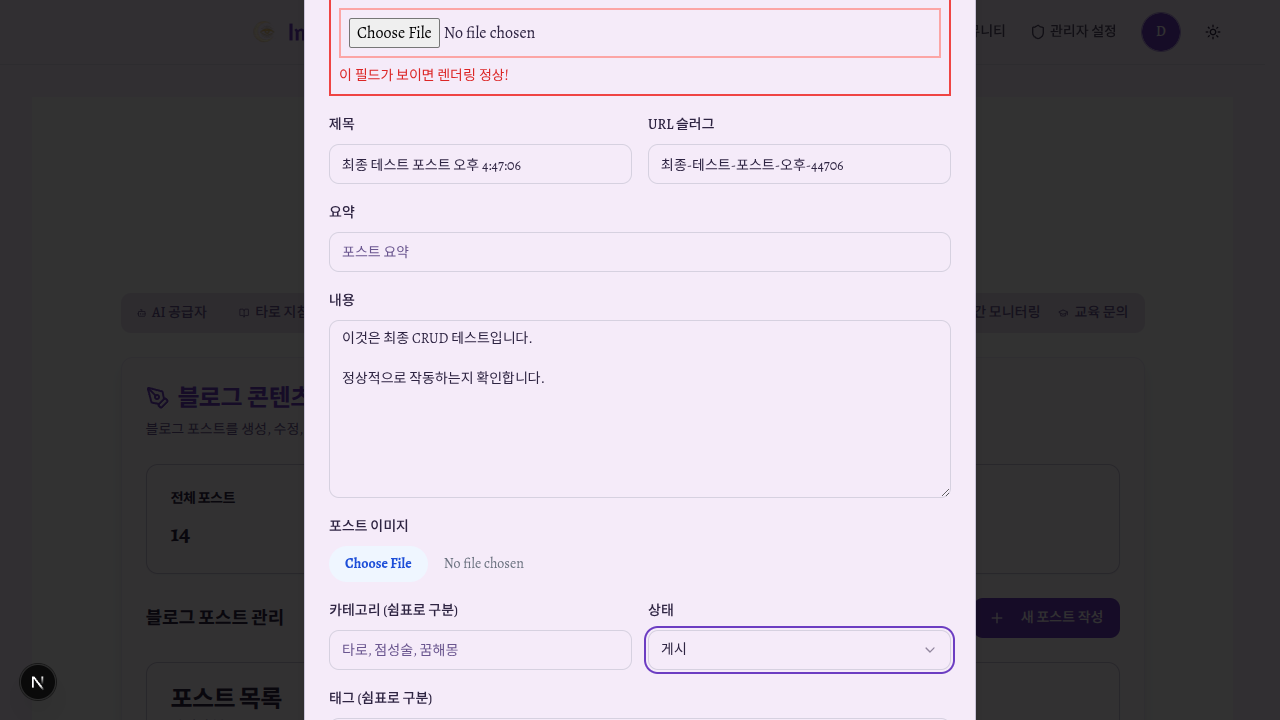 In
뮤니티
관리자 설정
D
Choose File No file chosen
이 필드가 보이면 렌더링 정상!
제목
URL 슬러그
최종 테스트 포스트 오후 4:47:06
최종-테스트-포스트-오후-44706
요약
포스트 요약
내용
AI 공급자
타로 지침
간 모니터링
교육 문의
이것은 최종 CRUD 테스트입니다.
정상적으로 작동하는지 확인합니다.
블로그 콘텐츠
블로그 포스트를 생성, 수정,
전체 포스트
14
포스트 이미지
Choose File No file chosen
블로그 포스트 관리
새 포스트 작성
카테고리 (쉼표로 구분)
상태
타로, 점성술, 꿈해몽
게시
N
포스트 목록
태그 (쉼표로 구분)